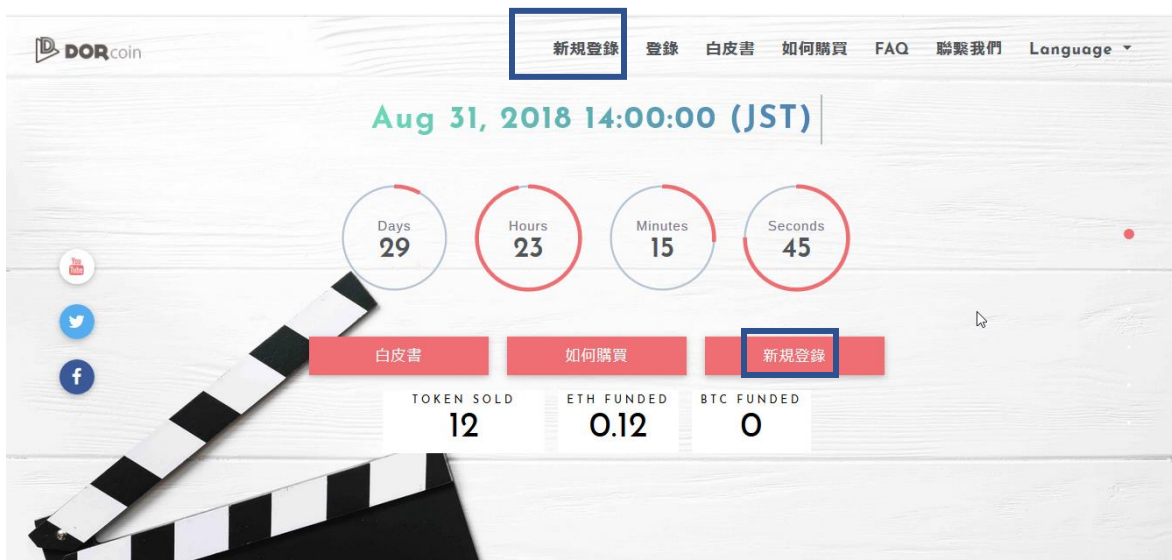 DORcoin
新規登錄 登錄 白皮書 如何購買 FAQ 聯繫我們 Language
Aug 31, 2018 14:00:00 (JST)
Days Hours Minutes Seconds
29 23 15 45
You Tube
白皮書 如何購買 新規登錄
TOKEN SOLD ETH FUNDED BTC FUNDED
12 0.12 0